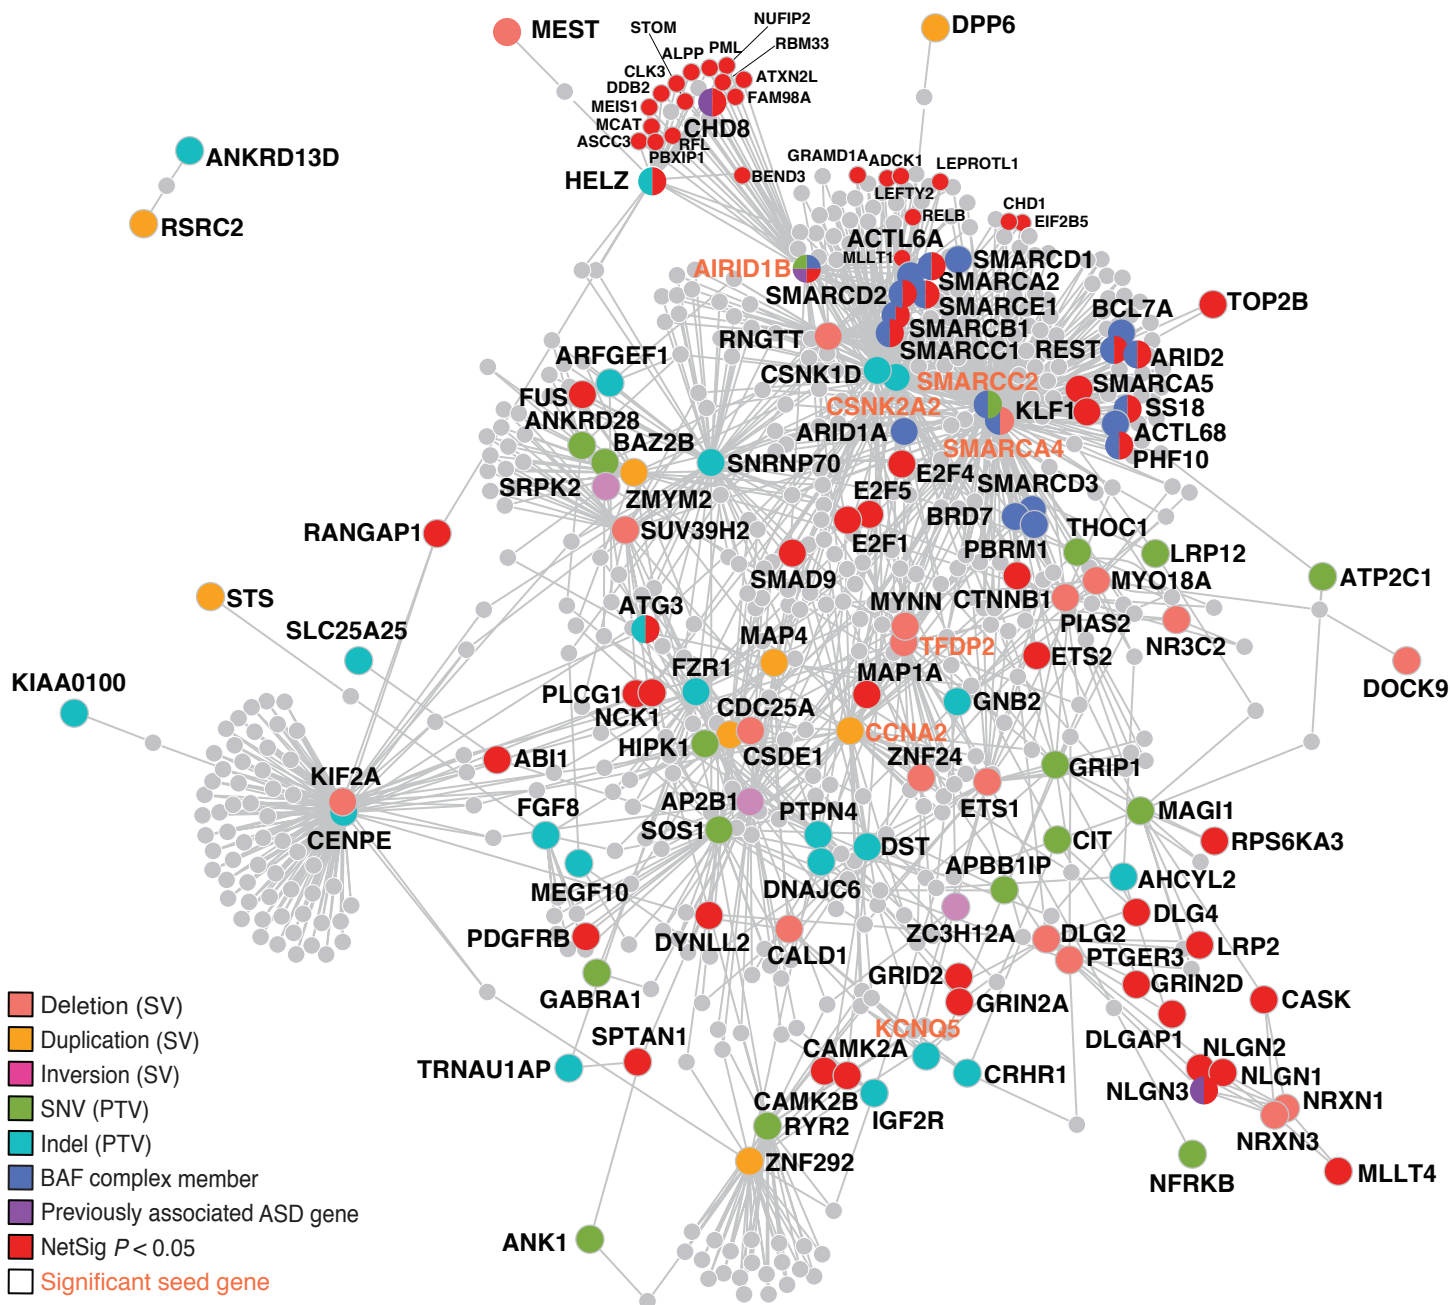 MEST
STOM
NUFIP2
DPP6
ALPP
PML
RBM33
CLK3
ATXN2L
DDB2
FAM98A
MEIS1
MCAT
CHD8
ASCC3
RFL
PBXIP1
ANKRD13D
HELZ
BEND3
GRAMD1A
ADCK1
LEPROTL1
LEFTY2
RSRC2
RELB
CHD1
EIF2B5
ACTL6A
MLLT1
SMARCD1
AIRID1B
SMARCA2
SMARCD2
SMARCE1
BCL7A
TOP2B
RNGTT
SMARCB1
SMARCC1
REST
ARID2
ARFGEF1
CSNK1D
SMARCC2
SMARCA5
FUS
CSNK2A2
KLF1
SS18
ANKRD28
ARID1A
ACTL68
BAZ2B
SMARCA4
PHF10
SNRNP70
E2F4
SRPK2
ZMYM2
SMARCD3
E2F5
BRD7
THOC1
RANGAP1
SUV39H2
E2F1
PBRM1
LRP12
SMAD9
MYO18A
ATP2C1
STS
ATG3
MYNN
CTNNB1
PIAS2
SLC25A25
MAP4
TFDP2
NR3C2
ETS2
KIAA0100
FZR1
MAP1A
DOCK9
PLCG1
NCK1
CDC25A
GNB2
HIPK1
CCNA2
ABI1
CSDE1
ZNF24
GRIP1
KIF2A
FGF8
AP2B1
PTPN4
ETS1
MAGI1
CENPE
SOS1
DST
CIT
RPS6KA3
MEGF10
DNAJC6
APBB1IP
AHCYL2
DLG4
PDGFRB
DYNLL2
CALD1
ZC3H12A
DLG2
LRP2
PTGER3
GABRA1
GRID2
GRIN2D
GRIN2A
CASK
KCNQ5
SPTAN1
CAMK2A
DLGAP1
NLGN2
TRNAU1AP
CRHR1
NLGN1
CAMK2B
NLGN3
NRXN1
RYR2
IGF2R
NRXN3
ZNF292
NFRKB
MLLT4
ANK1
Deletion (SV)
Duplication (SV)
Inversion (SV)
SNV (PTV)
Indel (PTV)
BAF complex member
Previously associated ASD gene
NetSig P < 0.05
Significant seed gene